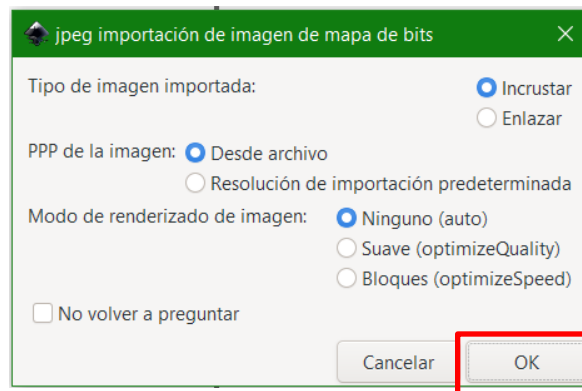 jpeg importación de imagen de mapa de bits
Tipo de imagen importada: Incrustar
Enlazar
PPP de la imagen: Desde archivo
Resolución de importación predeterminada
Modo de renderizado de imagen: Ninguno (auto)
Suave (optimizeQuality)
Bloques (optimizeSpeed)
No volver a preguntar
Cancelar OK